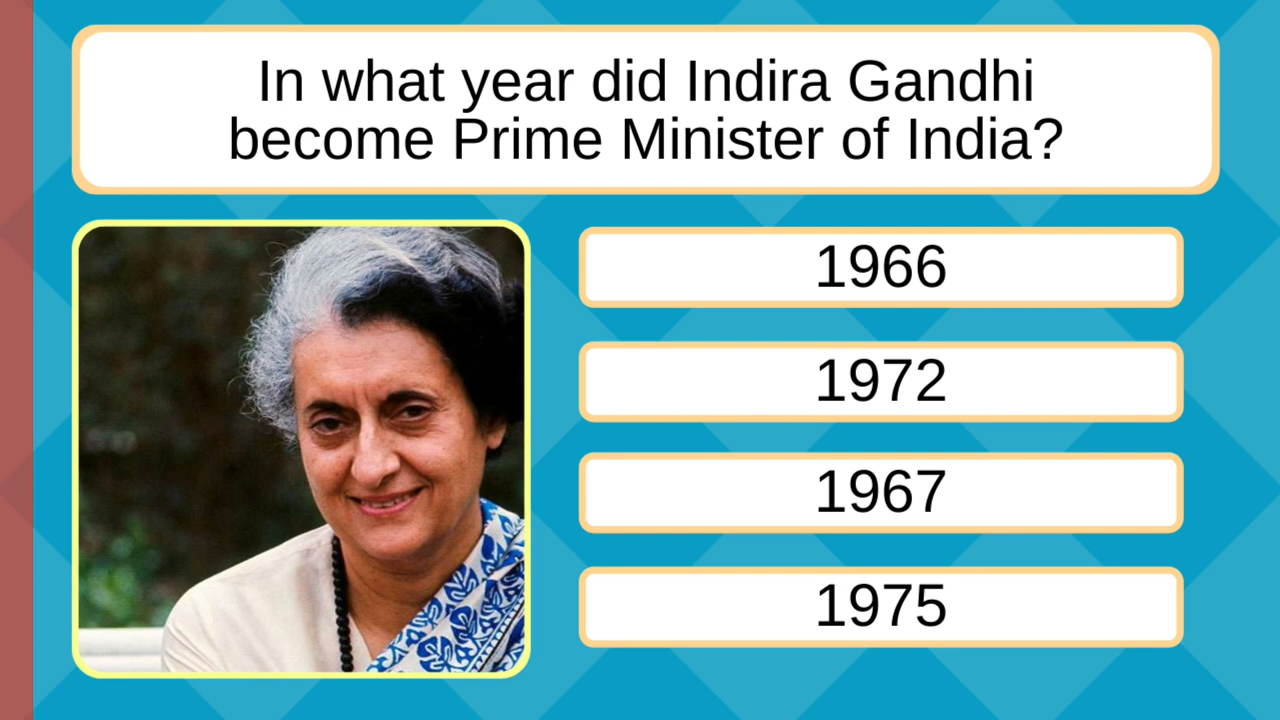 In what year did Indira Gandhi
become Prime Minister of India?
1966
1972
1967
1975